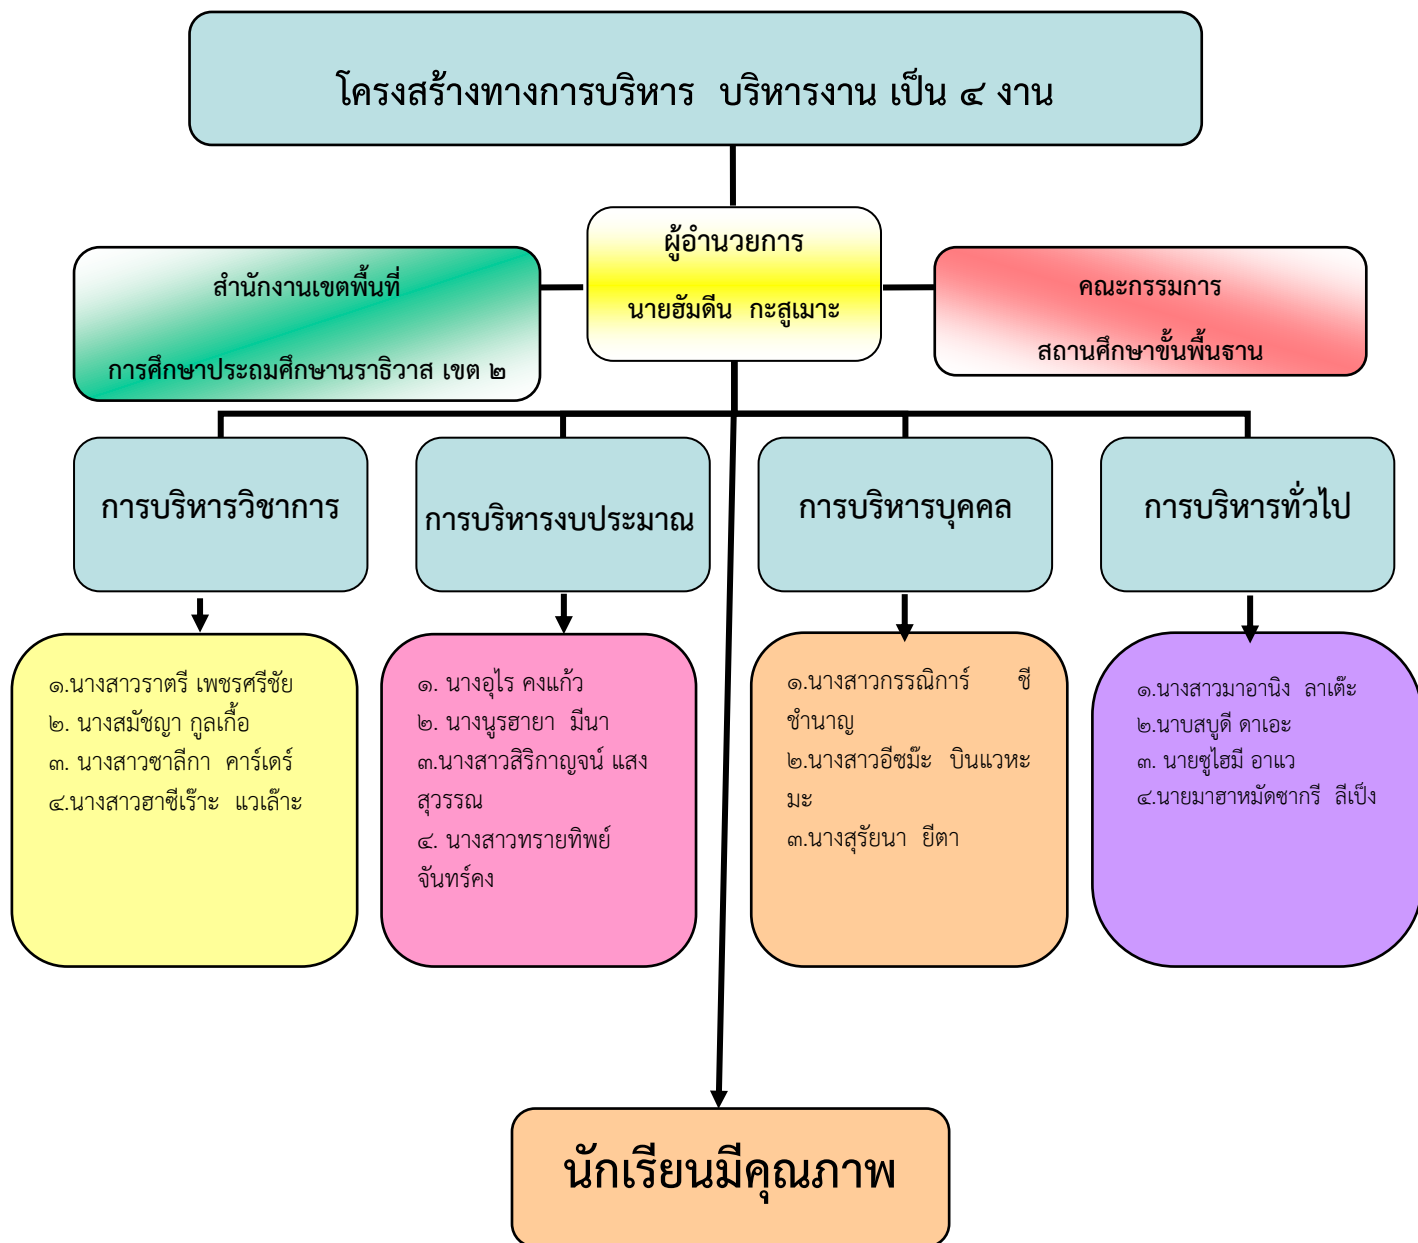 โครงสร้างทางการบริหาร บริหารงาน เป็น ๔ งาน
ผู้อำนวยการ
นายฮัมดีน กะสูเมาะ
สำนักงานเขตพื้นที่
การศึกษาประถมศึกษานราธิวาส เขต ๒
คณะกรรมการ
สถานศึกษาขั้นพื้นฐาน
การบริหารวิชาการ
การบริหารงบประมาณ
การบริหารบุคคล
การบริหารทั่วไป
๑.นางสาวราตรี เพชรศรีชัย
๒. นางสมัชญา กูลเกื้อ
๓. นางสาวซาลีกา คาร์เดร์
๔.นางสาวฮาซีเร๊าะ แวเล๊าะ
๑. นางอุไร คงแก้ว
๒. นางนูรฮายา มีนา
๓.นางสาวสิริกาญจน์ แสง
สุวรรณ
๔. นางสาวทรายทิพย์
จันทร์คง
๑.นางสาวกรรณิการ์ ชี
ชำนาญ
๒.นางสาวอีซม๊ะ บินแวหะ
มะ
๓.นางสุรัยนา ยีตา
๑.นางสาวมาอานิง ลาเต๊ะ
๒.นาบสบูดี ดาเอะ
๓. นายซูไฮมี อาแว
๔.นายมาฮาหมัดซากรี ลีเป็ง
นักเรียนมีคุณภาพ